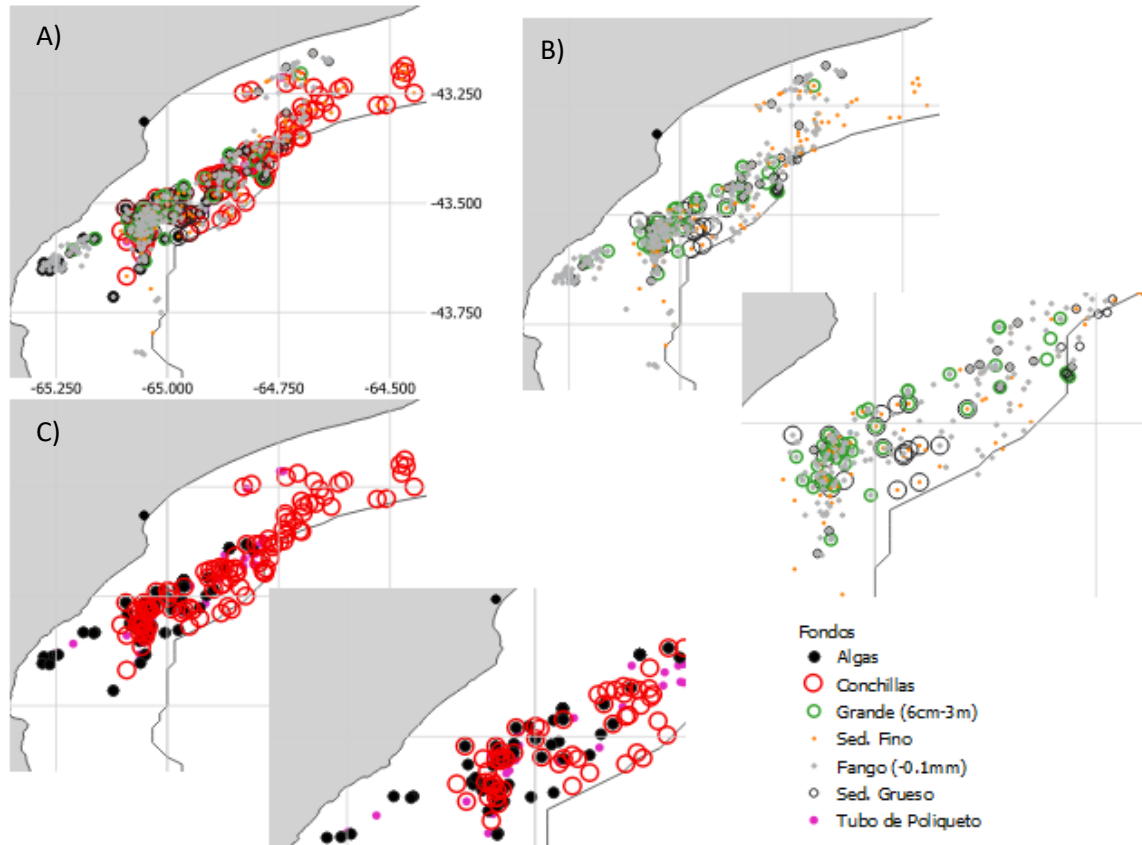 A)
B)
-43.250
-43.500
-43.750
-65.250 -65.000 -64.750 -64.500
C)
Fondos
Algas
Conchillas
Grande (6cm-3m)
Sed. Fino
Fango (-0.1mm)
Sed. Grueso
Tubo de Poliqueto